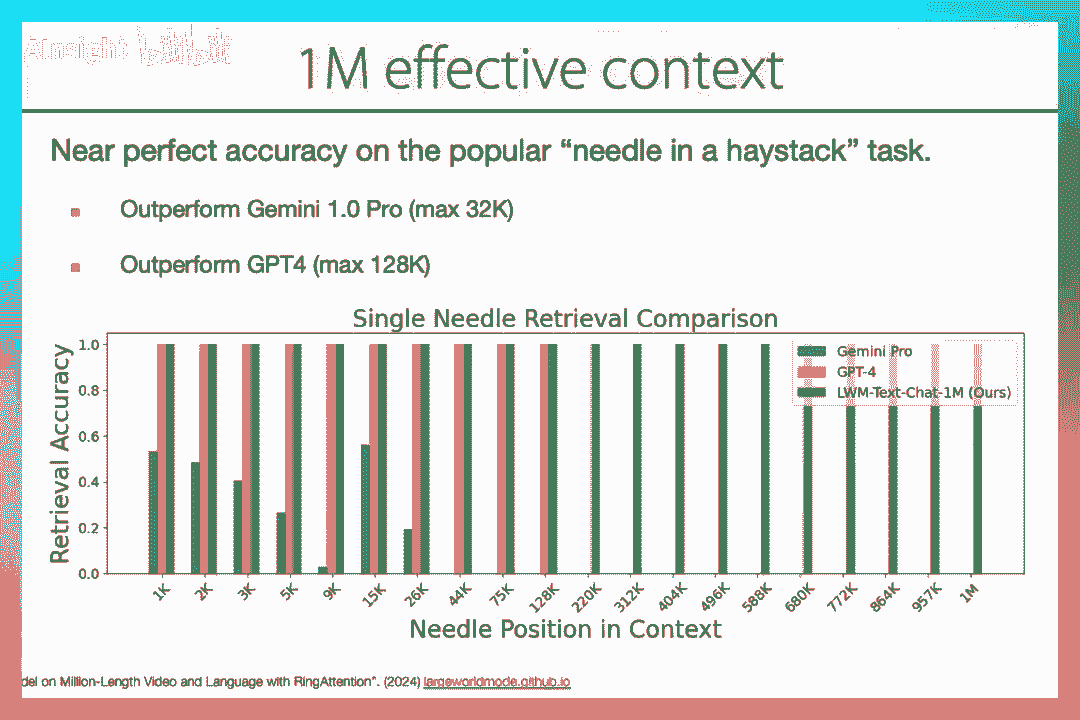 AInsight
1M effective context
Near perfect accuracy on the popular “needle in a haystack” task.
Outperform Gemini 1.0 Pro (max 32K)
Outperform GPT4 (max 128K)
Single Needle Retrieval Comparison
Retrieval Accuracy
1.0
0.8
0.6
0.4
0.2
0.0
Gemini Pro
GPT-4
LWM-Text-Chat-1M (Ours)
1K 2K 3K 5K 9K 15K 26K 44K 75K 128K 220K 312K 404K 496K 588K 680K 772K 864K 957K 1M
Needle Position in Context
del on Million-Length Video and Language with RingAttention”. (2024) largeworldmode.github.io